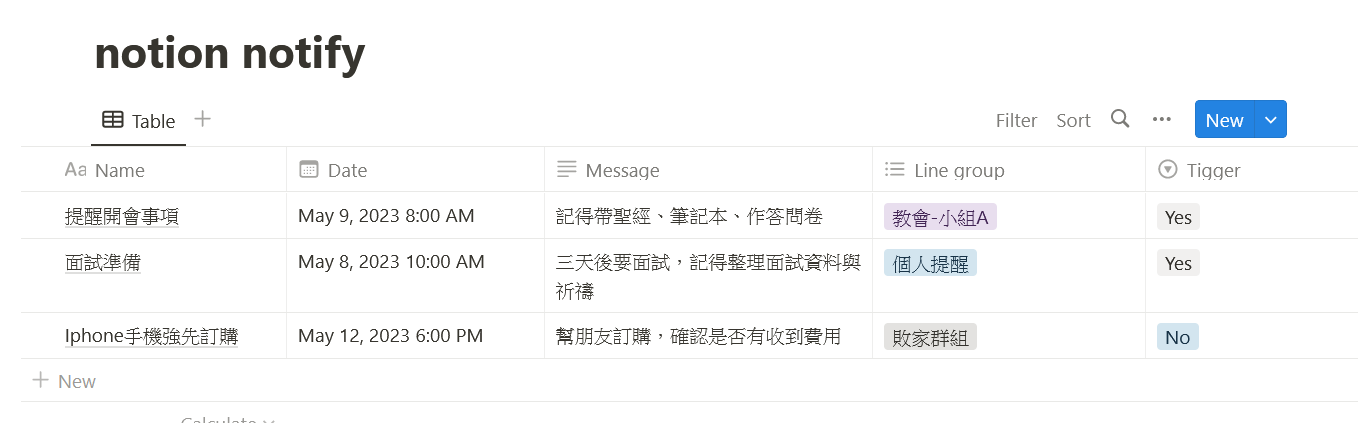 notion notify
Table
Filter Sort New
Aa Name Date Message Line group Tigger
提醒開會事項 May 9, 2023 8:00 AM 記得帶聖經、筆記本、作答問卷 教會-小組A Yes
面試準備 May 8, 2023 10:00 AM 三天後要面試，記得整理面試資料與 個人提醒 Yes
祈禱
Iphone手機強先訂購 May 12, 2023 6:00 PM 幫朋友訂購，確認是否有收到費用 敗家群組 No
New
Calculate